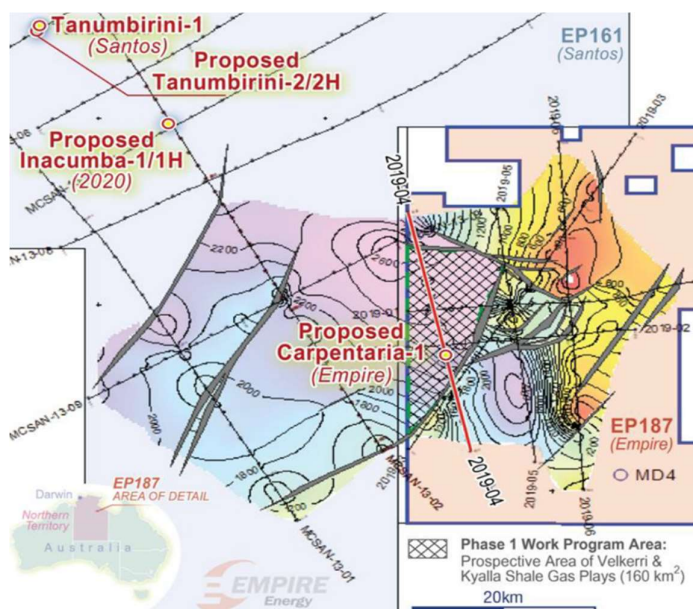 Tanumbirini-1
(Santos)
EP161
(Santos)
Proposed
Tanumbirini-2/2H
Proposed
Inacumba-1/1H
(2020)
2019-03
2019-04
2019-05
2200
2600
2200
2019-02
Proposed
Carpentaria-1
(Empire)
2000
2000
1800
MCSAN-13-09
1800
MCSAN-13-02
2019-04
2019-05
2019-06
MCSAN-13-01
EP187
(Empire)
MD4
EP187
AREA OF DETAIL
Darwin
Northern
Territory
Australia
EMPIRE
Energy
Phase 1 Work Program Area:
Prospective Area of Velkerri &
Kyalla Shale Gas Plays (160 km²)
20km